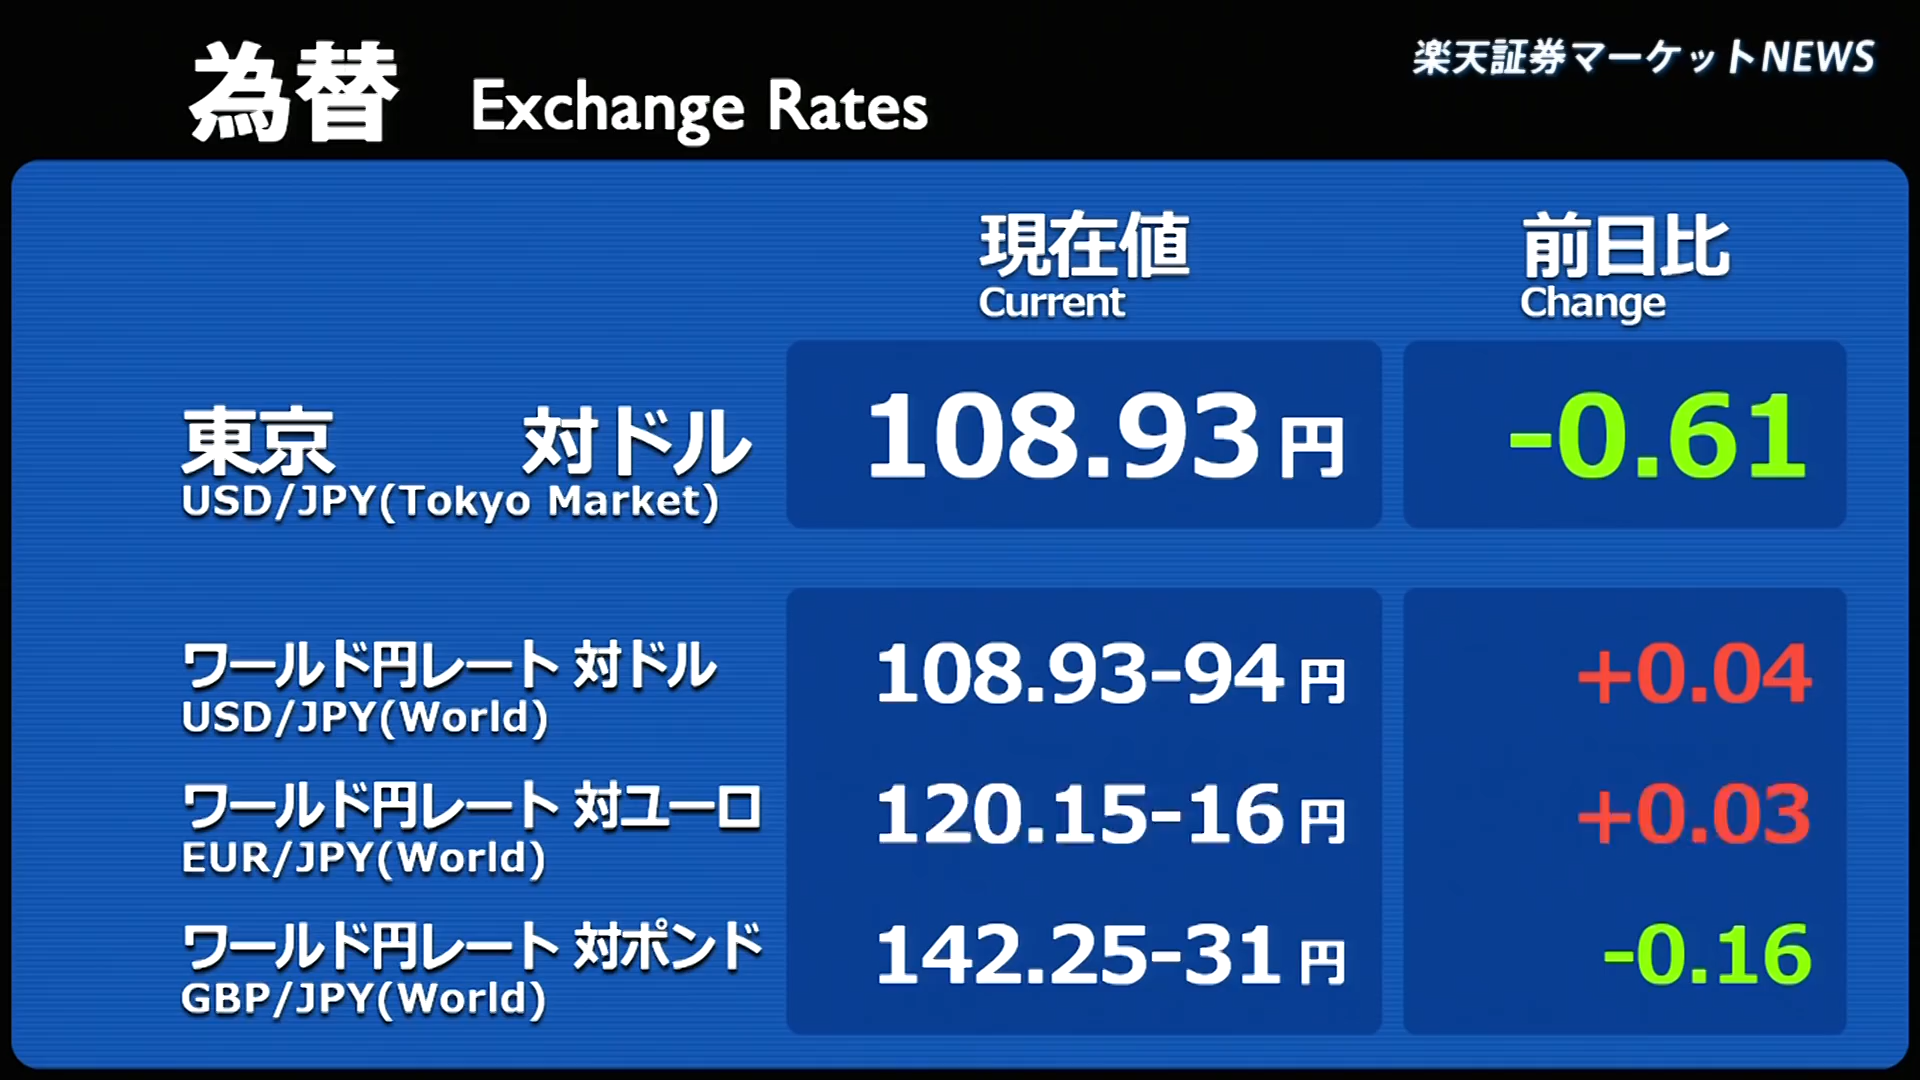 為替 Exchange Rates
楽天証券マーケットNEWS
現在値 前日比
Current Change
東京 対ドル 108.93円 -0.61
USD/JPY(Tokyo Market)
ワールド円レート 対ドル 108.93-94円 +0.04
USD/JPY(World)
ワールド円レート 対ユーロ 120.15-16円 +0.03
EUR/JPY(World)
ワールド円レート 対ポンド 142.25-31円 -0.16
GBP/JPY(World)